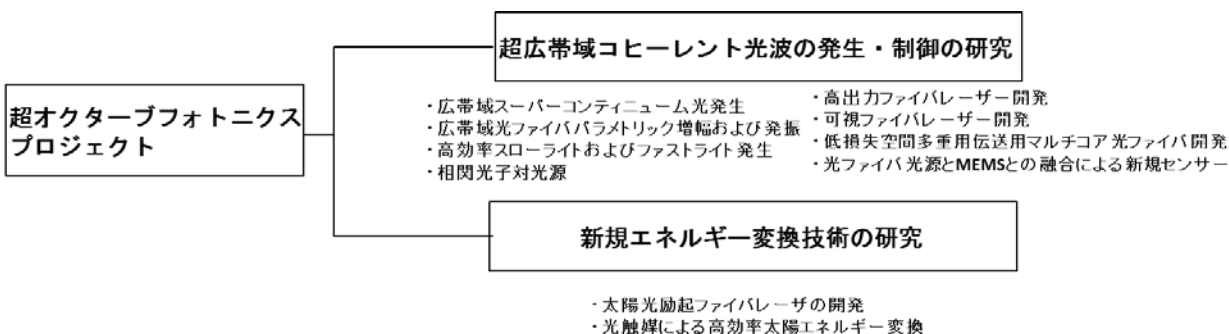 超オクターブフォトニクス
プロジェクト
超広帯域コヒーレント光波の発生・制御の研究
・広帯域スーパーコンティニューム光発生
・広帯域光ファイバパラメトリック増幅および発振
・高効率スローライトおよびファストライト発生
・相関光子対光源
・高出力ファイバレーザー開発
・可視ファイバレーザー開発
・低損失空間多重用伝送用マルチコア光ファイバ開発
・光ファイバ光源とMEMSとの融合による新規センサー
新規エネルギー変換技術の研究
・太陽光励起ファイバレーザの開発
・光触媒による高効率太陽エネルギー変換